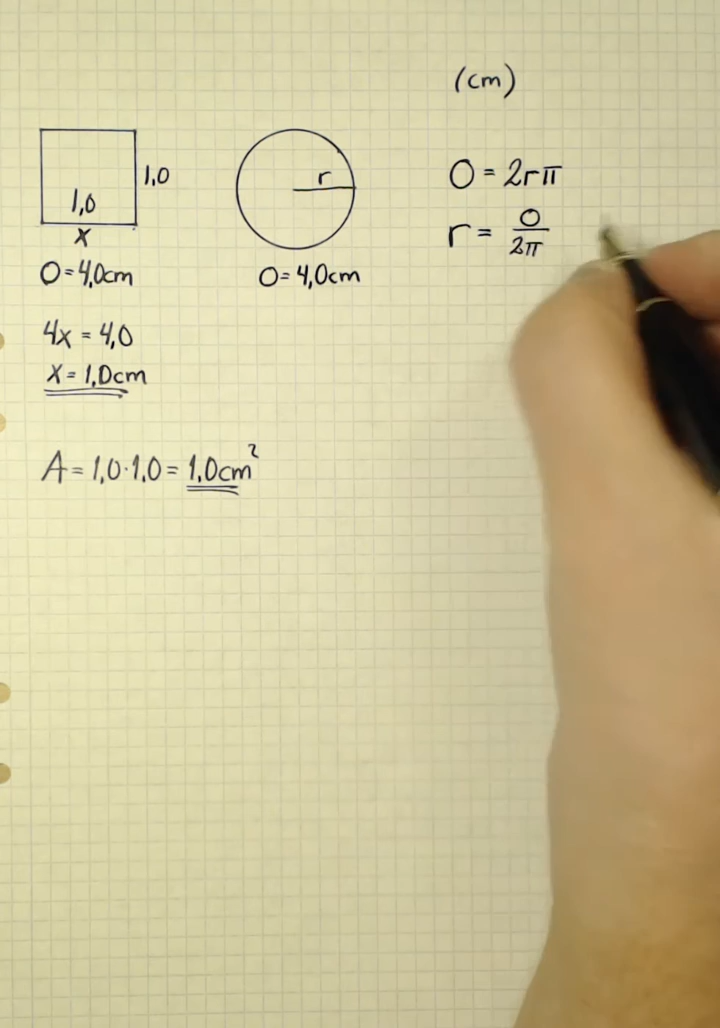 (cm)
1,0
1,0
x
r
O = 4,0cm
O = 4,0cm
4x = 4,0
x = 1,0cm
A = 1,0·1,0 = 1,0cm²
O = 2rπ
r = O/2π